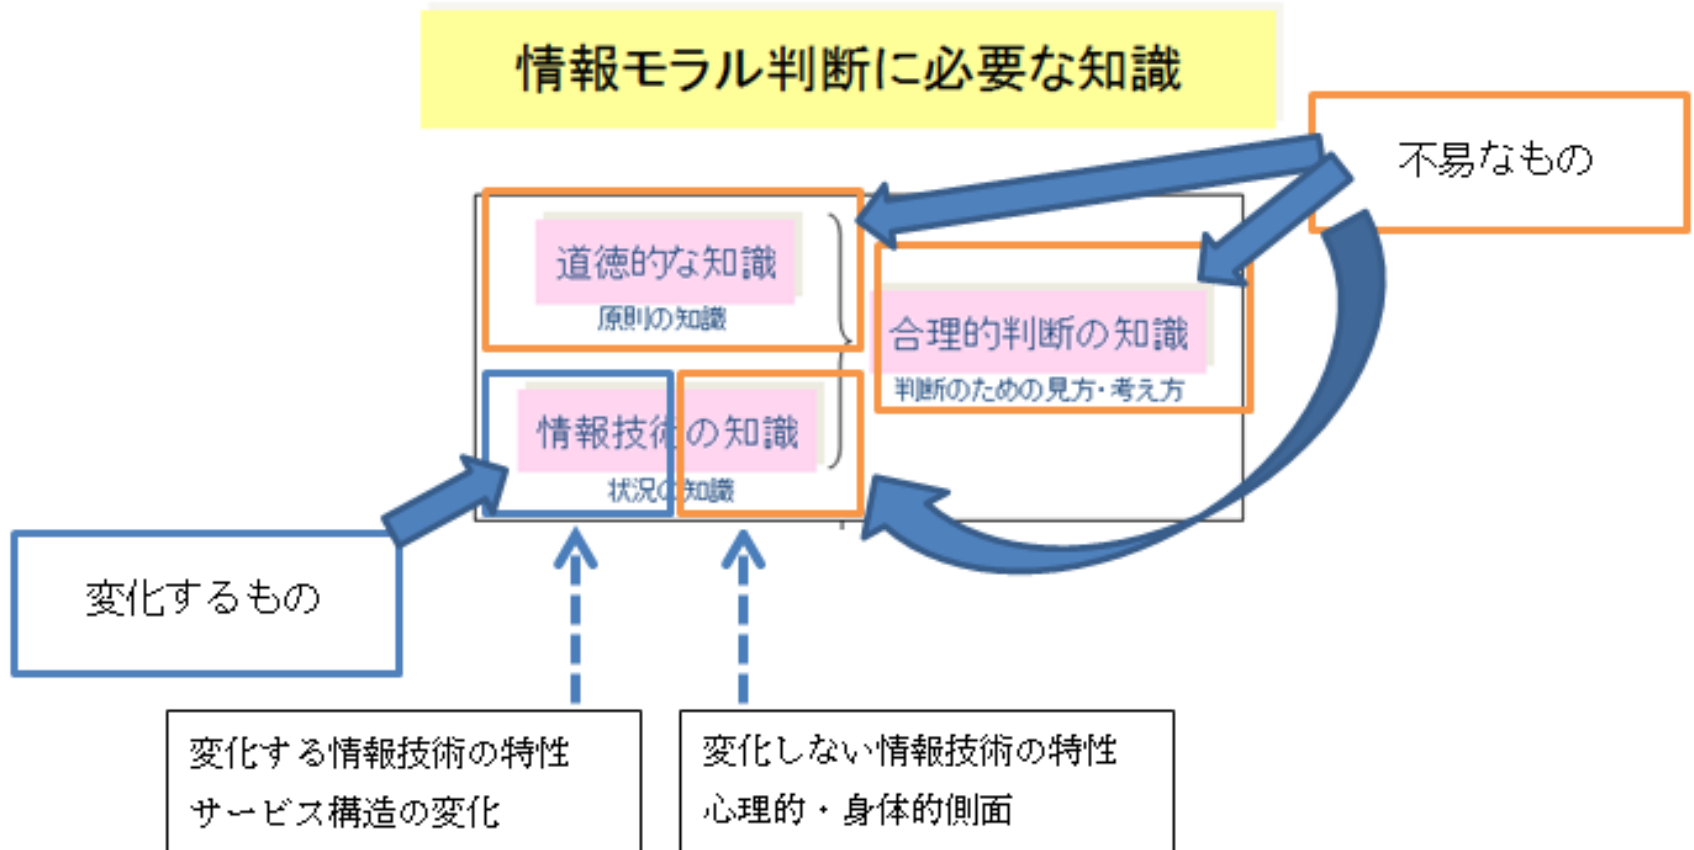 情報モラル判断に必要な知識
不易なもの
道徳的な知識
原則の知識
合理的判断の知識
判断のための見方・考え方
情報技術の知識
状況の知識
変化するもの
変化する情報技術の特性
サービス構造の変化
変化しない情報技術の特性
心理的・身体的側面